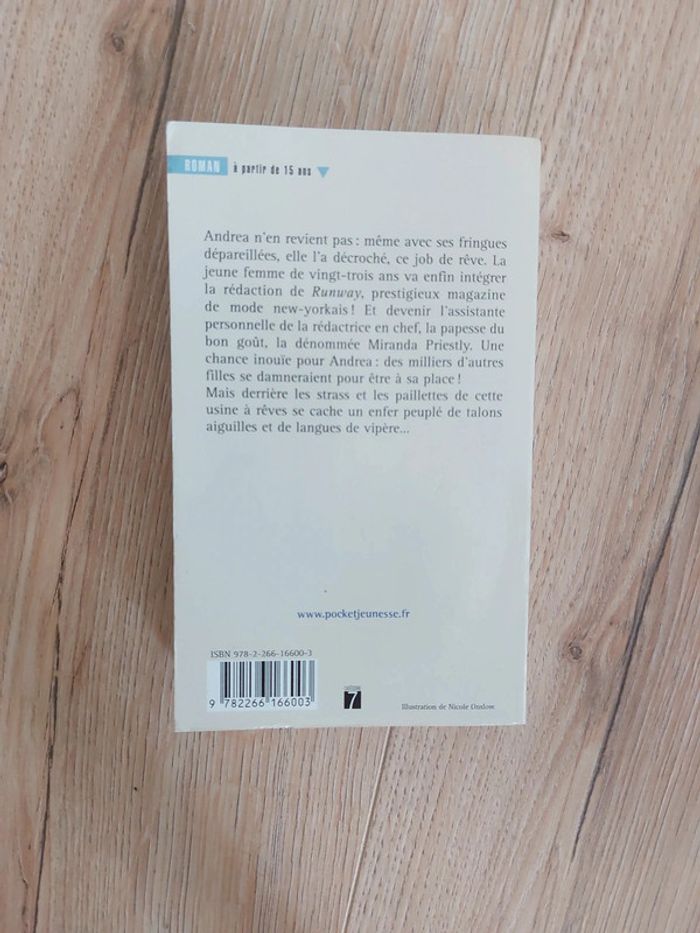 ROMAN à partir de 15 ans
Andrea n'en revient pas : même avec ses fringues
dépareillées, elle l'a décroché, ce job de rêve. La
jeune femme de vingt-trois ans va enfin intégrer
la rédaction de Runway, prestigieux magazine
de mode new-yorkais ! Et devenir l'assistante
personnelle de la rédactrice en chef, la papesse du
bon goût, la dénommée Miranda Priestly. Une
chance inouïe pour Andrea : des milliers d'autres
filles se damneraient pour être à sa place !
Mais derrière les strass et les paillettes de cette
usine à rêves se cache un enfer peuplé de talons
aiguilles et de langues de vipère...
www.pocketjeunesse.fr
ISBN 978-2-266-16600-3
9 782266 166003
7
Illustration de Nicole Onslow